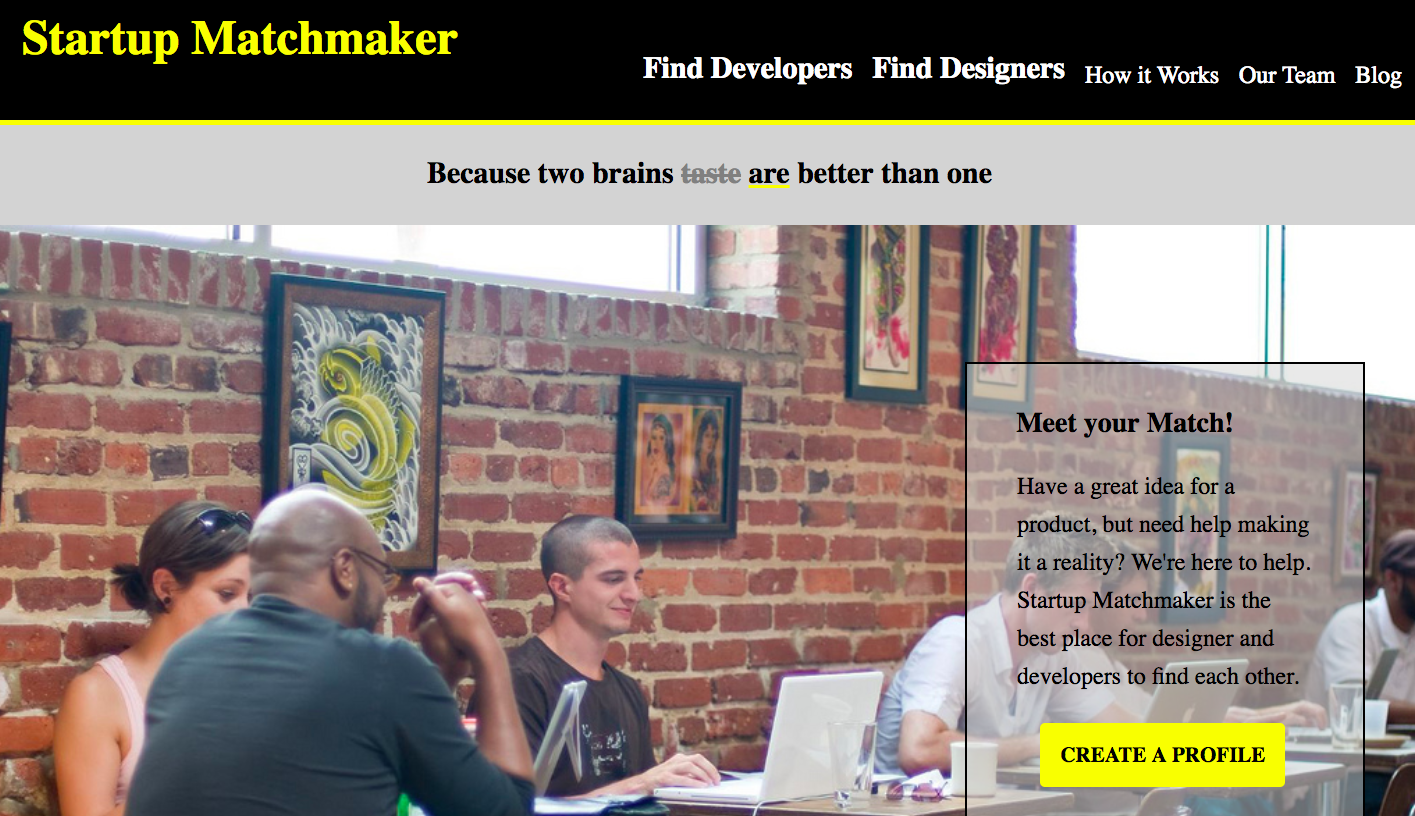 Startup Matchmaker
Find Developers Find Designers How it Works Our Team Blog
Because two brains taste are better than one
Meet your Match!
Have a great idea for a
product, but need help making
it a reality? We're here to help.
Startup Matchmaker is the
best place for designer and
developers to find each other.
CREATE A PROFILE